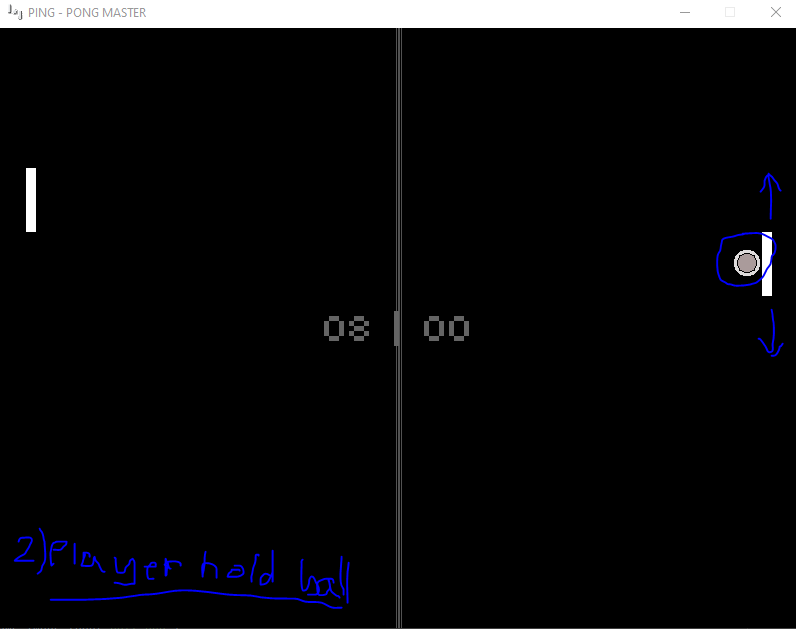 PING - PONG MASTER
08 00
2) Player hold ball